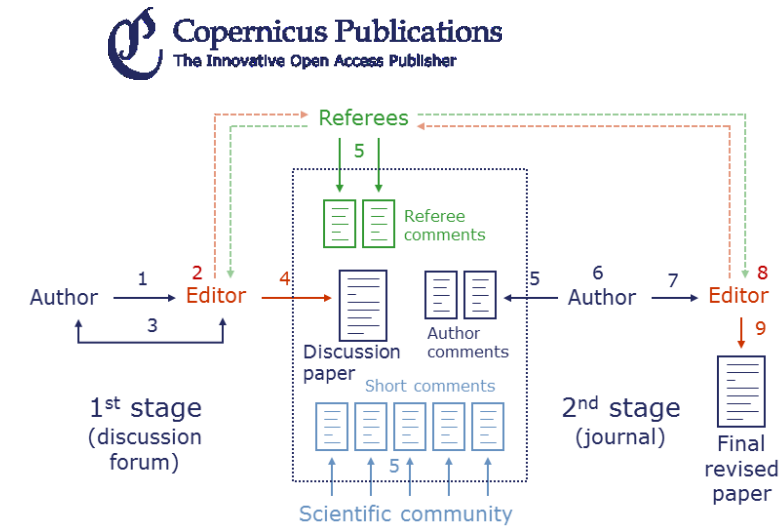 Copernicus Publications
The Innovative Open Access Publisher
Referees
5
Referee
comments
1
2
3
4
Author
Editor
Discussion
paper
Author
comments
5
6
7
8
Author
Editor
9
Short comments
5
Scientific community
1st stage
(discussion
forum)
2nd stage
(journal)
Final
revised
paper